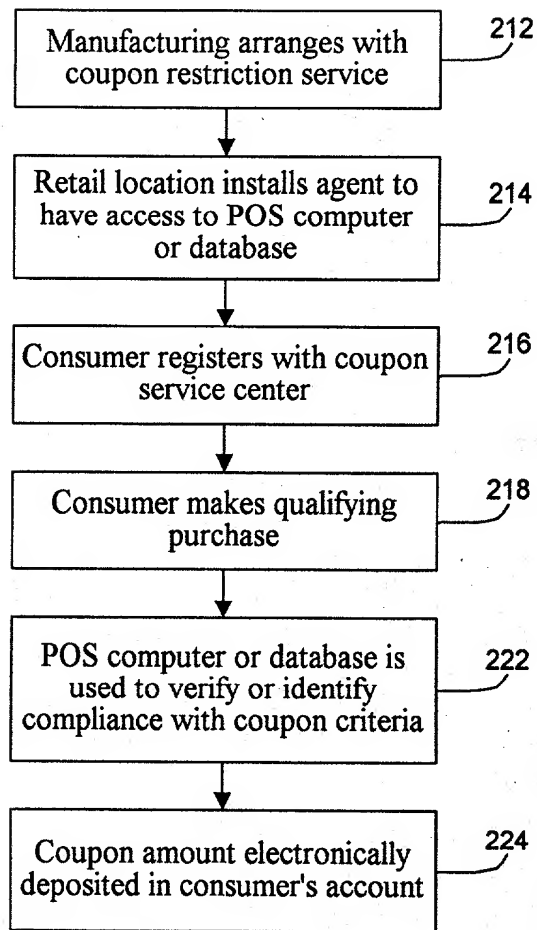 Manufacturing arranges with
coupon restriction service
212
Retail location installs agent to
have access to POS computer
or database
214
Consumer registers with coupon
service center
216
Consumer makes qualifying
purchase
218
POS computer or database is
used to verify or identify
compliance with coupon criteria
222
Coupon amount electronically
deposited in consumer's account
224